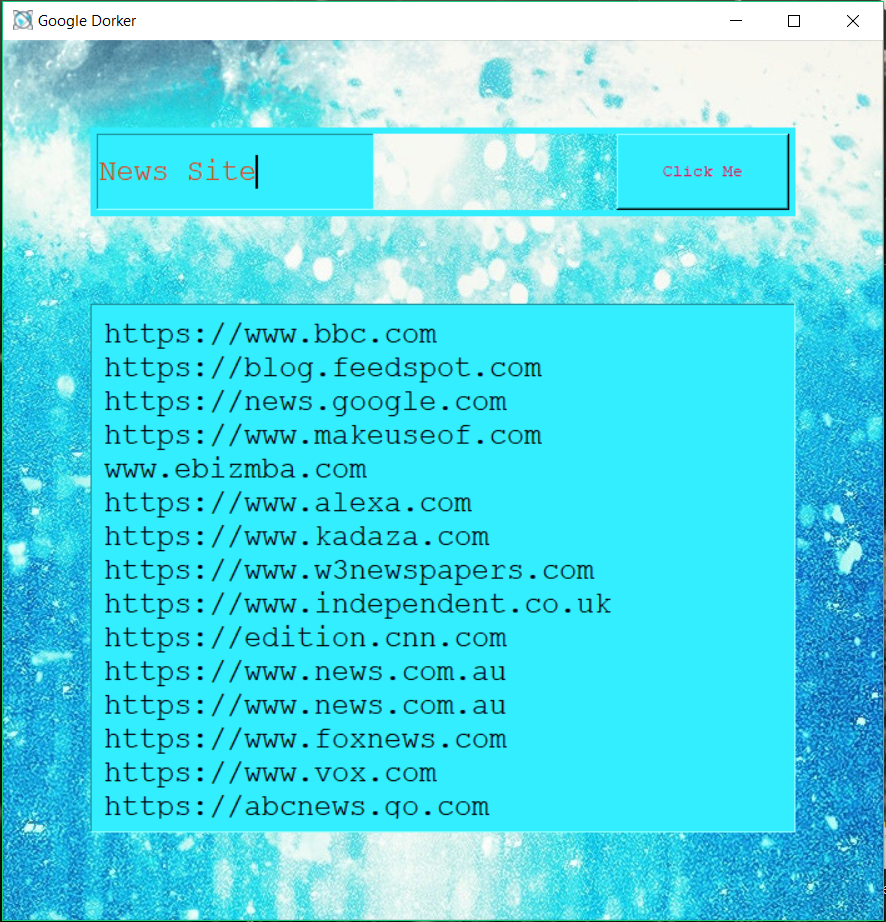 Google Dorker
News Site
Click Me
https://www.bbc.com
https://blog.feedspot.com
https://news.google.com
https://www.makeuseof.com
www.ebizmba.com
https://www.alexa.com
https://www.kadaza.com
https://www.w3newspapers.com
https://www.independent.co.uk
https://edition.cnn.com
https://www.news.com.au
https://www.news.com.au
https://www.foxnews.com
https://www.vox.com
https://abcnews.go.com